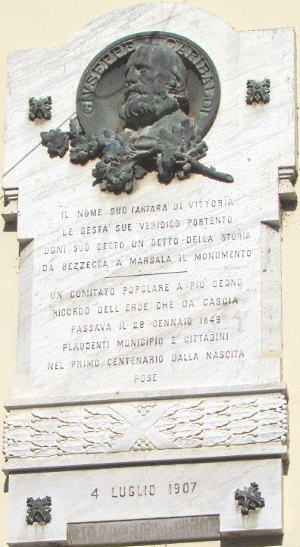 GIVSEPPE GARIBALDI
IL NOME SUO FANFARA DI VITTORIA
LE GESTA SUE VERIDICO PORTENTO
OGNI SUO DETTO UN DETTO DELLA STORIA
DA BEZZECCA A MARSALA IL MONUMENTO
UN COMITATO POPOLARE A PIÙ DEGNO
RICORDO DELL'EROE CHE DA CASCIA
PASSAVA IL 28 GENNAIO 1849
PLAUDENTI MUNICIPIO E CITTADINI
NEL PRIMO CENTENARIO DALLA NASCITA
POSE
4 LUGLIO 1907